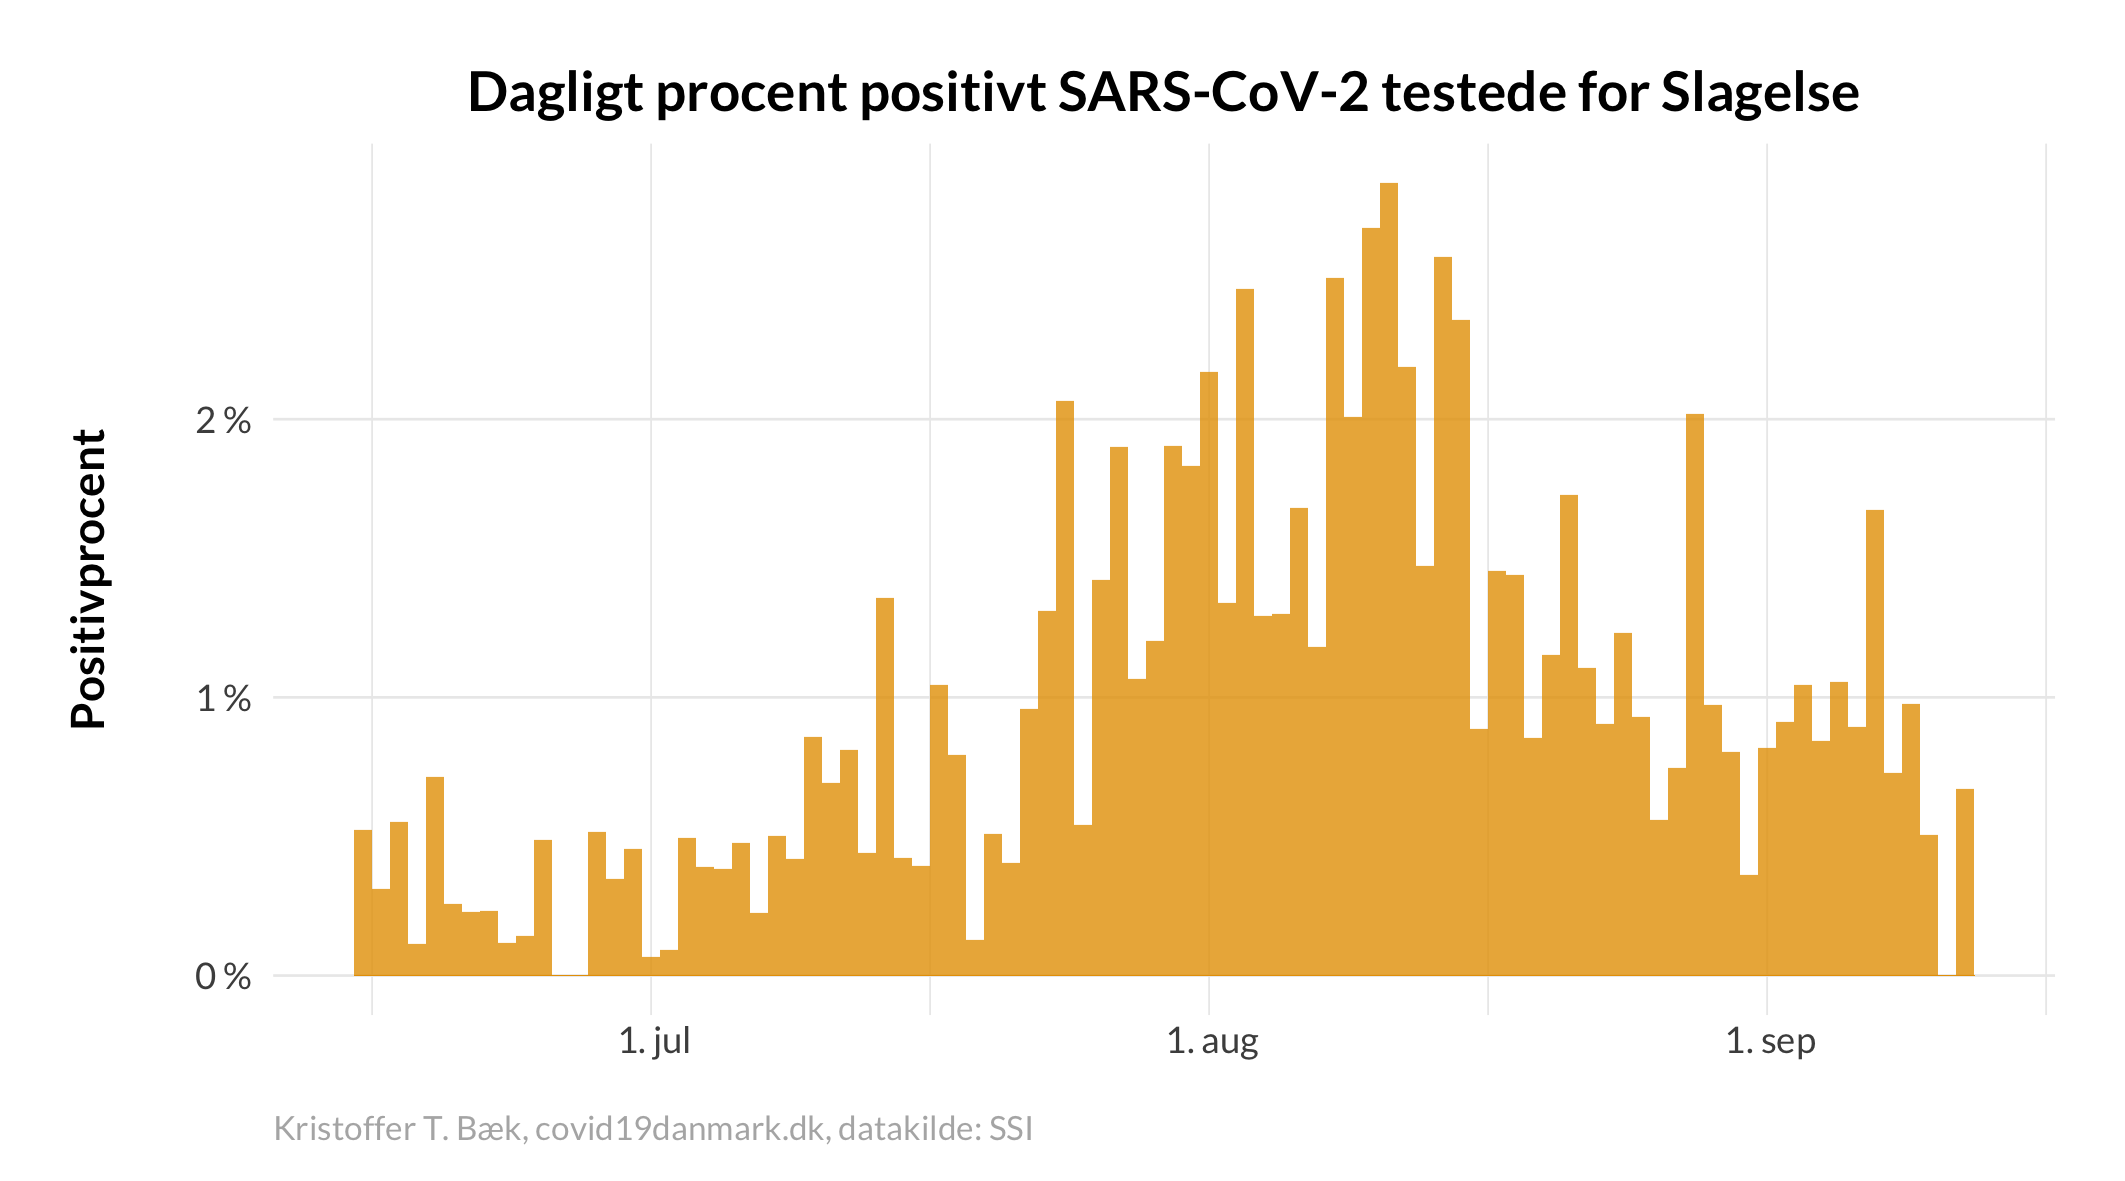 Dagligt procent positivt SARS-CoV-2 testede for Slagelse
Positivprocent
2 %
1 %
0 %
1. jul
1. aug
1. sep
Kristoffer T. Bæk, covid19danmark.dk, datakilde: SSI